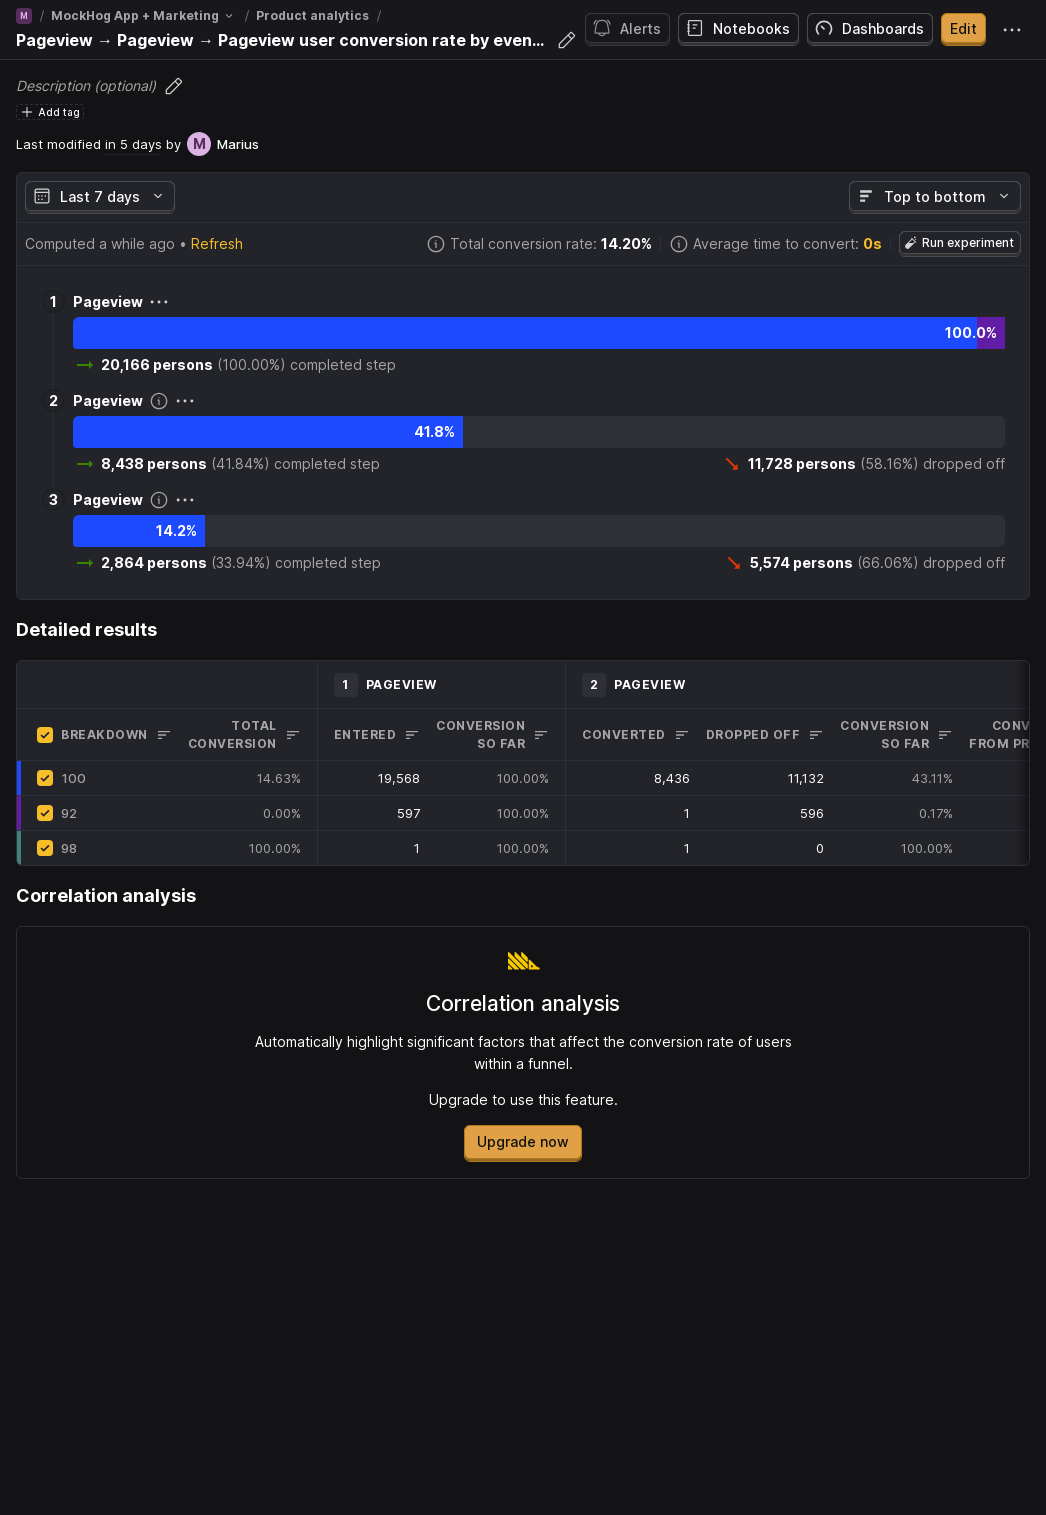 M / MockHog App + Marketing / Product analytics /
Pageview → Pageview → Pageview user conversion rate by even...
Alerts
Notebooks
Dashboards
Edit
Description (optional)
Add tag
Last modified in 5 days by M Marius
Last 7 days
Top to bottom
Computed a while ago • Refresh
Total conversion rate: 14.20%
Average time to convert: 0s
Run experiment
1 Pageview
100.0%
20,166 persons (100.00%) completed step
2 Pageview
41.8%
8,438 persons (41.84%) completed step
11,728 persons (58.16%) dropped off
3 Pageview
14.2%
2,864 persons (33.94%) completed step
5,574 persons (66.06%) dropped off
Detailed results
1 PAGEVIEW
2 PAGEVIEW
BREAKDOWN
TOTAL CONVERSION
ENTERED
CONVERSION SO FAR
CONVERTED
DROPPED OFF
CONVERSION SO FAR
CONV
FROM PR
100 14.63% 19,568 100.00% 8,436 11,132 43.11%
92 0.00% 597 100.00% 1 596 0.17%
98 100.00% 1 100.00% 1 0 100.00%
Correlation analysis
Correlation analysis
Automatically highlight significant factors that affect the conversion rate of users
within a funnel.
Upgrade to use this feature.
Upgrade now